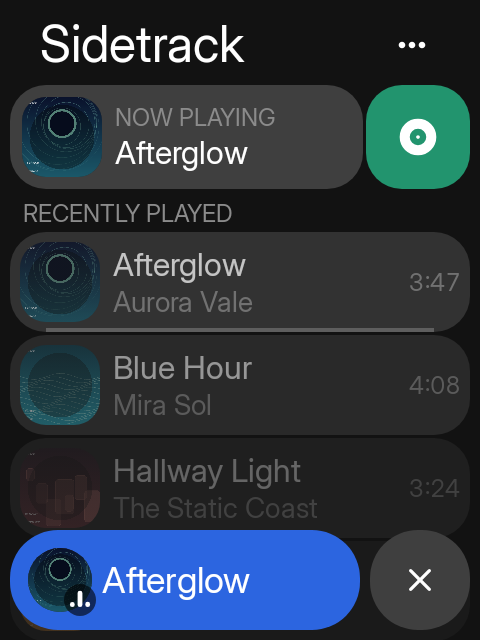 Sidetrack
NOW PLAYING
Afterglow
RECENTLY PLAYED
Afterglow
Aurora Vale
3:47
Blue Hour
Mira Sol
4:08
Hallway Light
The Static Coast
3:24
Afterglow